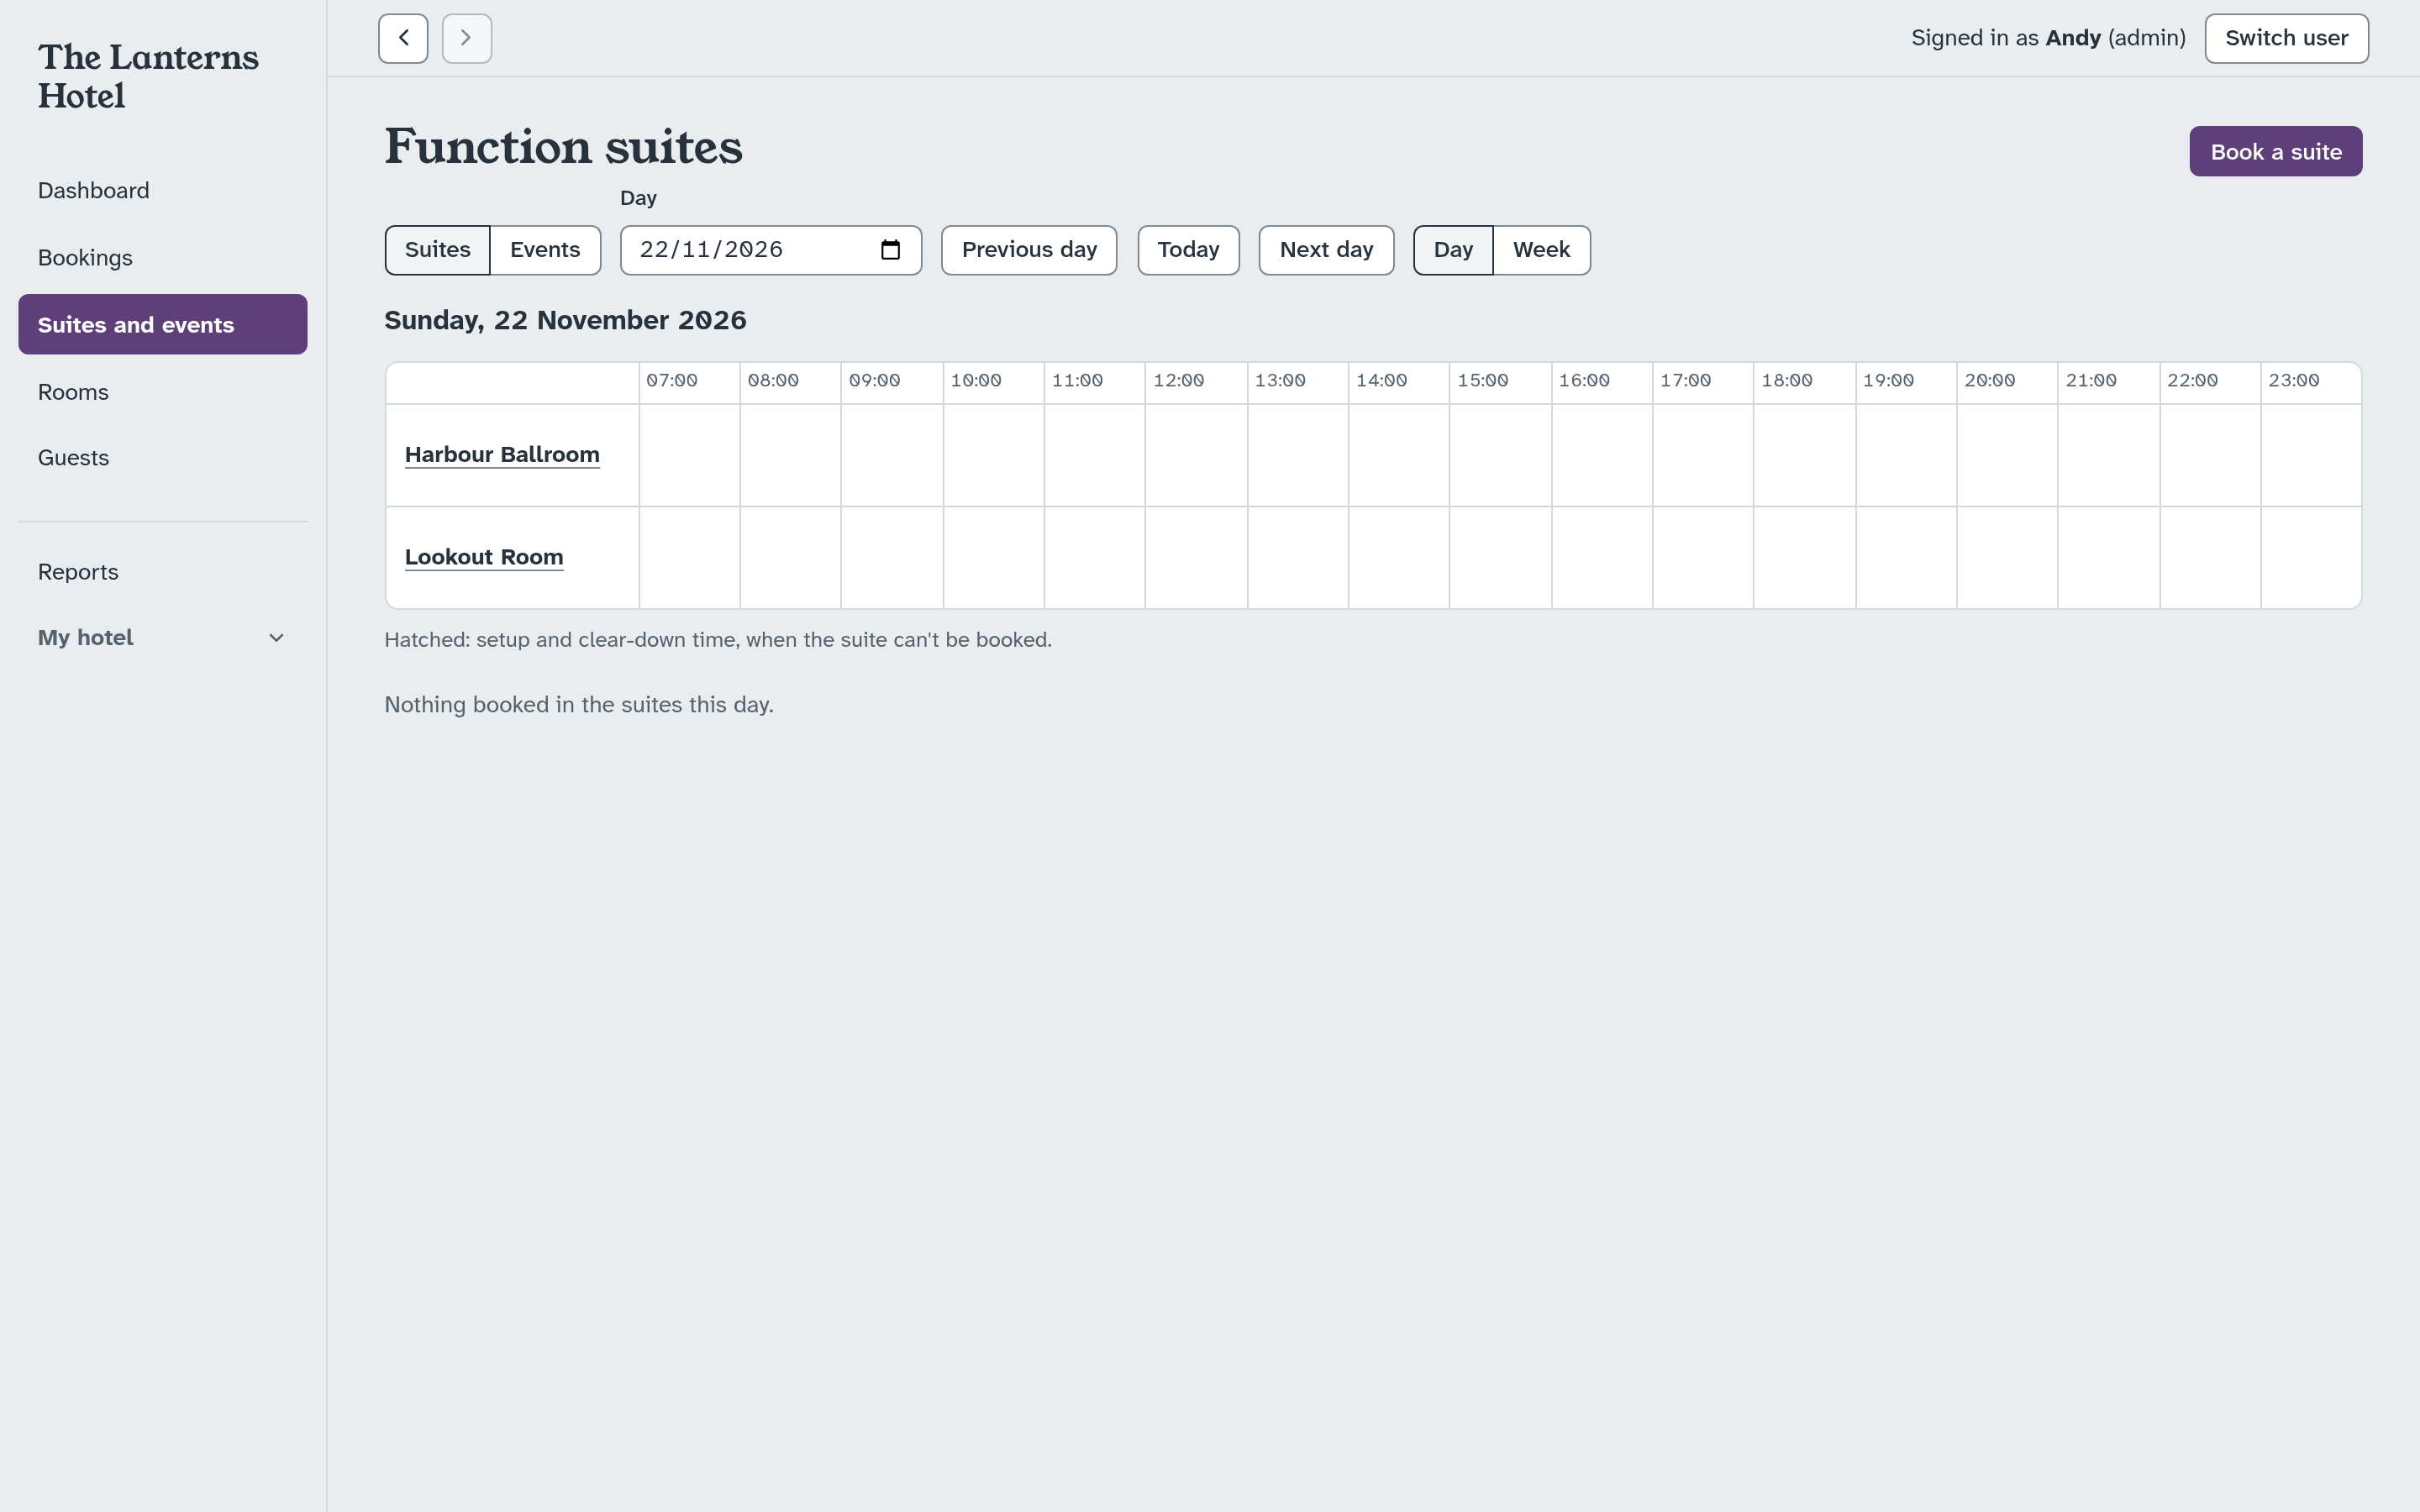 The Lanterns
Hotel
Dashboard
Bookings
Suites and events
Rooms
Guests
Reports
My hotel
Signed in as Andy (admin)
Switch user
Function suites
Book a suite
Day
Suites Events 22/11/2026 Previous day Today Next day Day Week
Sunday, 22 November 2026
07:00 08:00 09:00 10:00 11:00 12:00 13:00 14:00 15:00 16:00 17:00 18:00 19:00 20:00 21:00 22:00 23:00
Harbour Ballroom
Lookout Room
Hatched: setup and clear-down time, when the suite can't be booked.
Nothing booked in the suites this day.